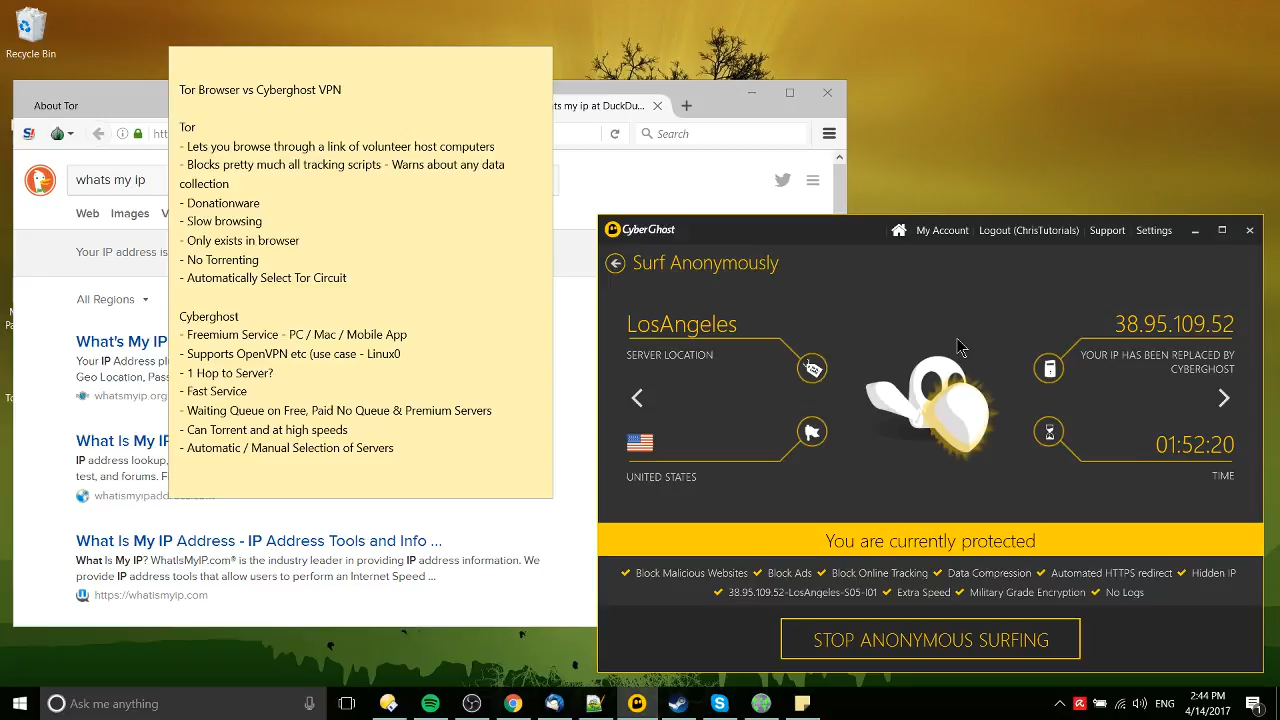 Recycle Bin
About Tor
ts my ip at DuckDu...
htt
Search
whats my ip
Web Images V
Your IP address is
All Regions
What's My IP
Your IP Address plu
Geo Location, Pass
whatsmyip.org
What Is My IP
IP address lookup,
test, and forums. F
whatismyipadd
What Is My IP Address - IP Address Tools and Info ...
What Is My IP? WhatIsMyIP.com® is the industry leader in providing IP address information. We
provide IP address tools that allow users to perform an Internet Speed ...
https://whatismyip.com
Tor Browser vs Cyberghost VPN
Tor
- Lets you browse through a link of volunteer host computers
- Blocks pretty much all tracking scripts - Warns about any data
collection
- Donationware
- Slow browsing
- Only exists in browser
- No Torrenting
- Automatically Select Tor Circuit
Cyberghost
- Freemium Service - PC / Mac / Mobile App
- Supports OpenVPN etc (use case - Linux0
- 1 Hop to Server?
- Fast Service
- Waiting Queue on Free, Paid No Queue & Premium Servers
- Can Torrent and at high speeds
- Automatic / Manual Selection of Servers
CyberGhost
My Account Logout (ChrisTutorials) Support Settings
Surf Anonymously
LosAngeles
SERVER LOCATION
38.95.109.52
YOUR IP HAS BEEN REPLACED BY
CYBERGHOST
UNITED STATES
01:52:20
TIME
You are currently protected
Block Malicious Websites Block Ads Block Online Tracking Data Compression Automated HTTPS redirect Hidden IP
38.95.109.52-LosAngeles-S05-I01 Extra Speed Military Grade Encryption No Logs
STOP ANONYMOUS SURFING
Ask me anything
ENG
2:44 PM
4/14/2017
1